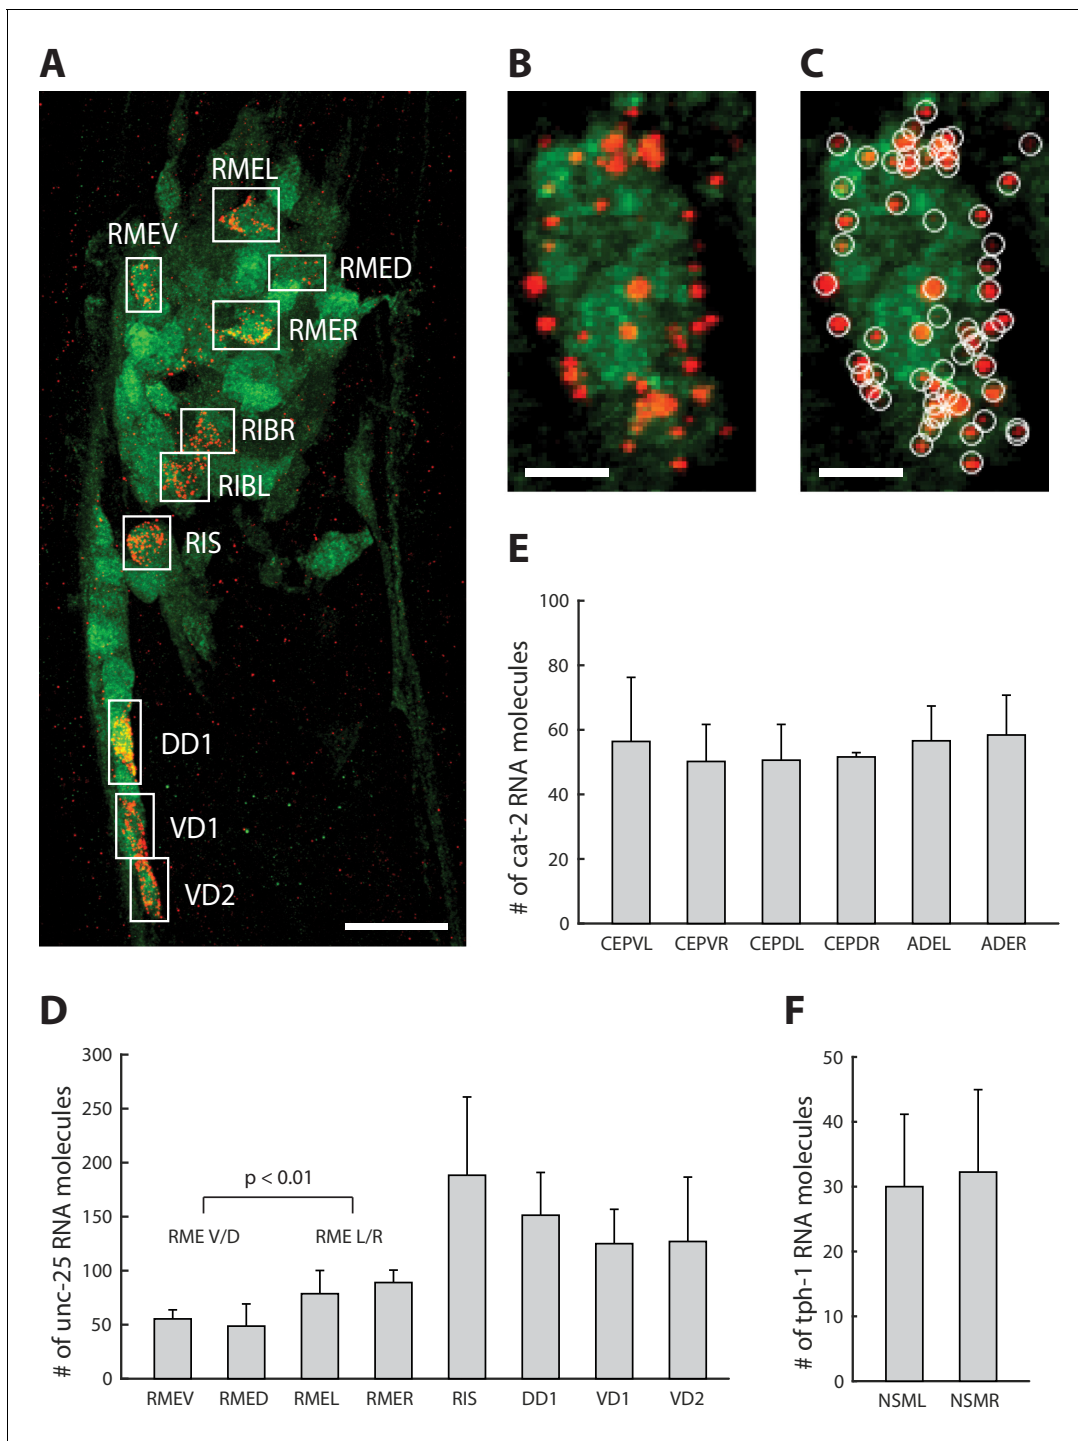 A
RMEL
RMEV
RMED
RMER
RIBR
RIBL
RIS
DD1
VD1
VD2
B
C
E
# of cat-2 RNA molecules
100
80
60
40
20
0
CEPVL CEPVR CEPDL CEPDR ADEL ADER
D
# of unc-25 RNA molecules
300
250
200
150
100
50
0
p < 0.01
RME V/D RME L/R
RMEV RMED RMEL RMER RIS DD1 VD1 VD2
F
# of tph-1 RNA molecules
50
40
30
20
10
0
NSML NSMR